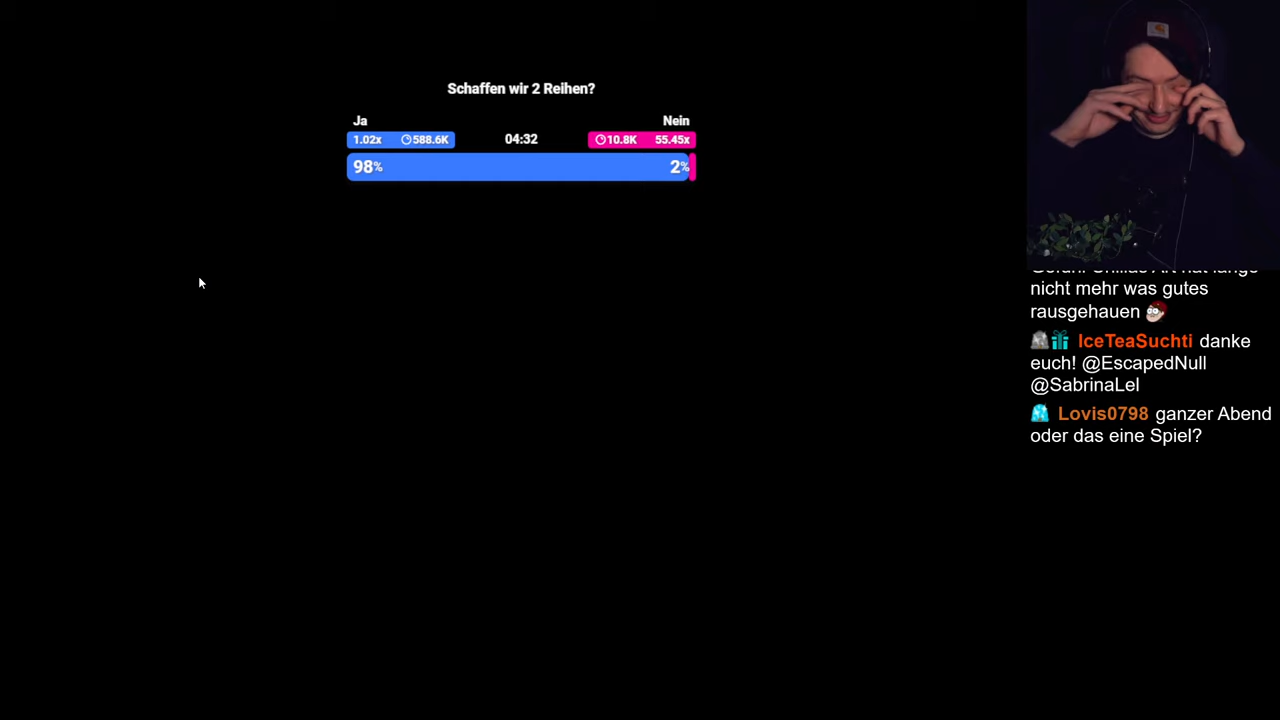 Schaffen wir 2 Reihen?
Ja Nein
1.02x 588.6K 04:32 10.8K 55.45x
98% 2%
nicht mehr was gutes
rausgehauen
IceTeaSuchti danke
euch! @EscapedNull
@SabrinaLel
Lovis0798 ganzer Abend
oder das eine Spiel?